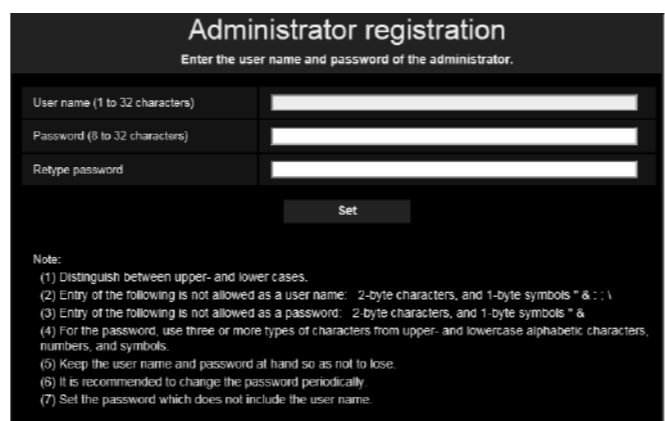 Administrator registration
Enter the user name and password of the administrator.
User name (1 to 32 characters)
Password (8 to 32 characters)
Retype password
Set
Note:
(1) Distinguish between upper- and lower cases.
(2) Entry of the following is not allowed as a user name: 2-byte characters, and 1-byte symbols " & : ; \
(3) Entry of the following is not allowed as a password: 2-byte characters, and 1-byte symbols " &
(4) For the password, use three or more types of characters from upper- and lowercase alphabetic characters,
numbers, and symbols.
(5) Keep the user name and password at hand so as not to lose.
(6) It is recommended to change the password periodically.
(7) Set the password which does not include the user name.